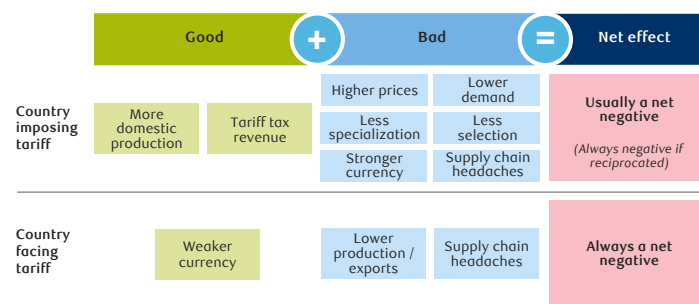 Good + Bad = Net effect
Country
imposing
tariff
More
domestic
production
Tariff tax
revenue
Higher prices
Lower
demand
Less
specialization
Less
selection
Stronger
currency
Supply chain
headaches
Usually a net
negative
(Always negative if
reciprocated)
Country
facing
tariff
Weaker
currency
Lower
production /
exports
Supply chain
headaches
Always a net
negative